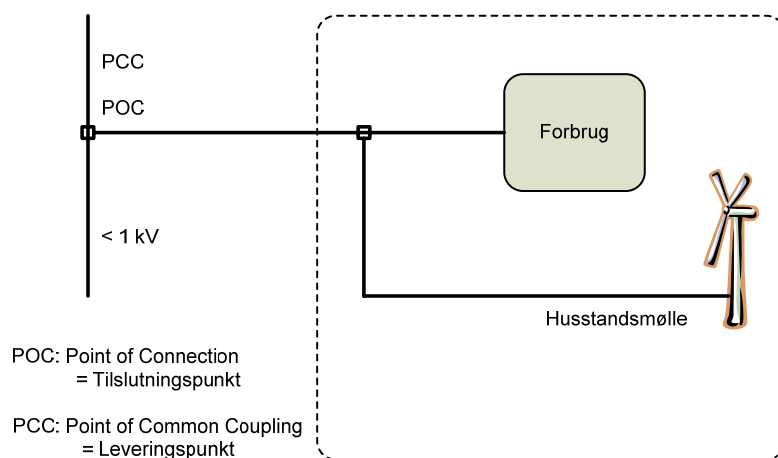 PCC
POC
Forbrug
< 1 kV
Husstandsmølle
POC: Point of Connection
= Tilslutningspunkt
PCC: Point of Common Coupling
= Leveringspunkt